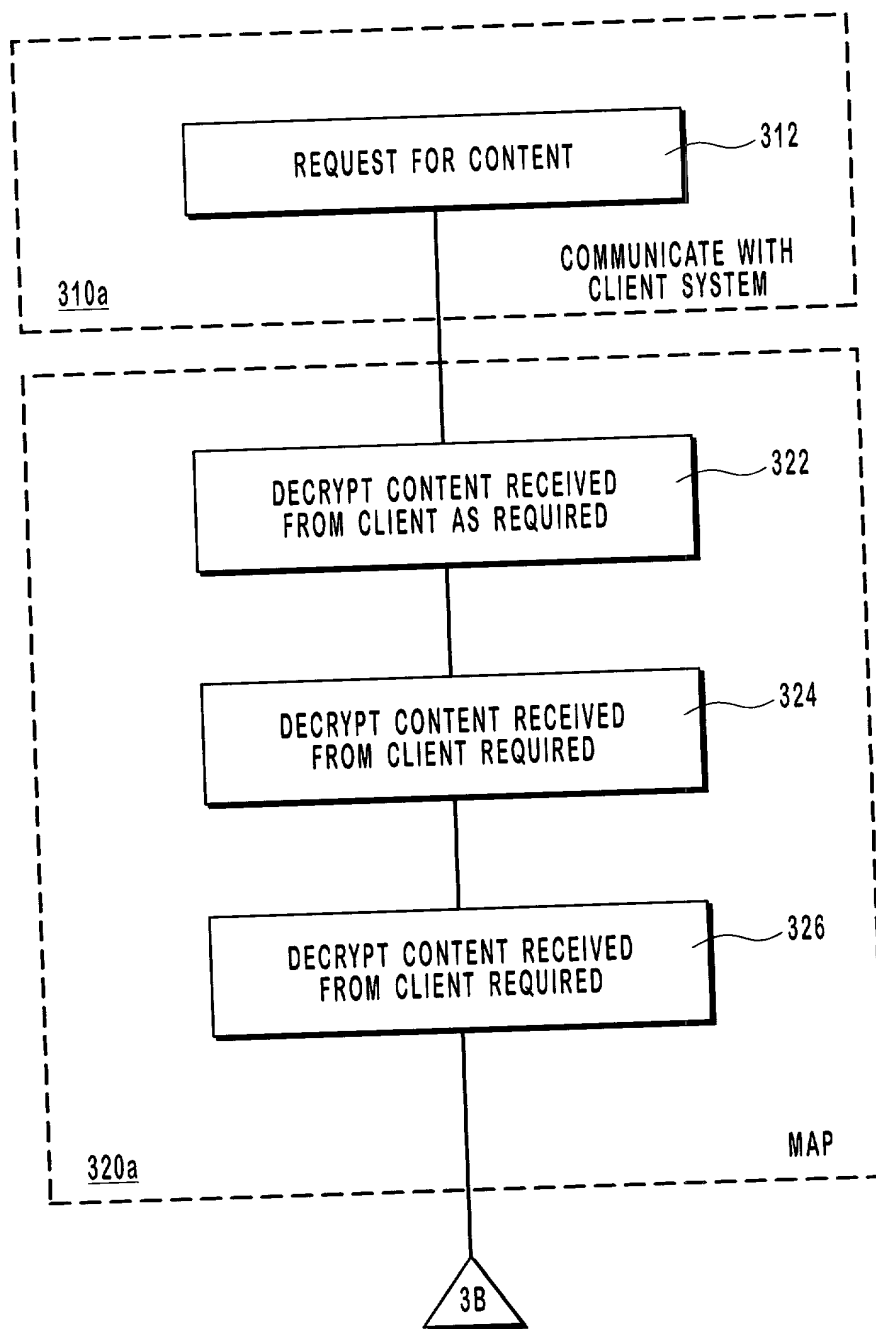 REQUEST FOR CONTENT
312
COMMUNICATE WITH
CLIENT SYSTEM
310a
DECRYPT CONTENT RECEIVED
FROM CLIENT AS REQUIRED
322
DECRYPT CONTENT RECEIVED
FROM CLIENT REQUIRED
324
DECRYPT CONTENT RECEIVED
FROM CLIENT REQUIRED
326
MAP
320a
3B